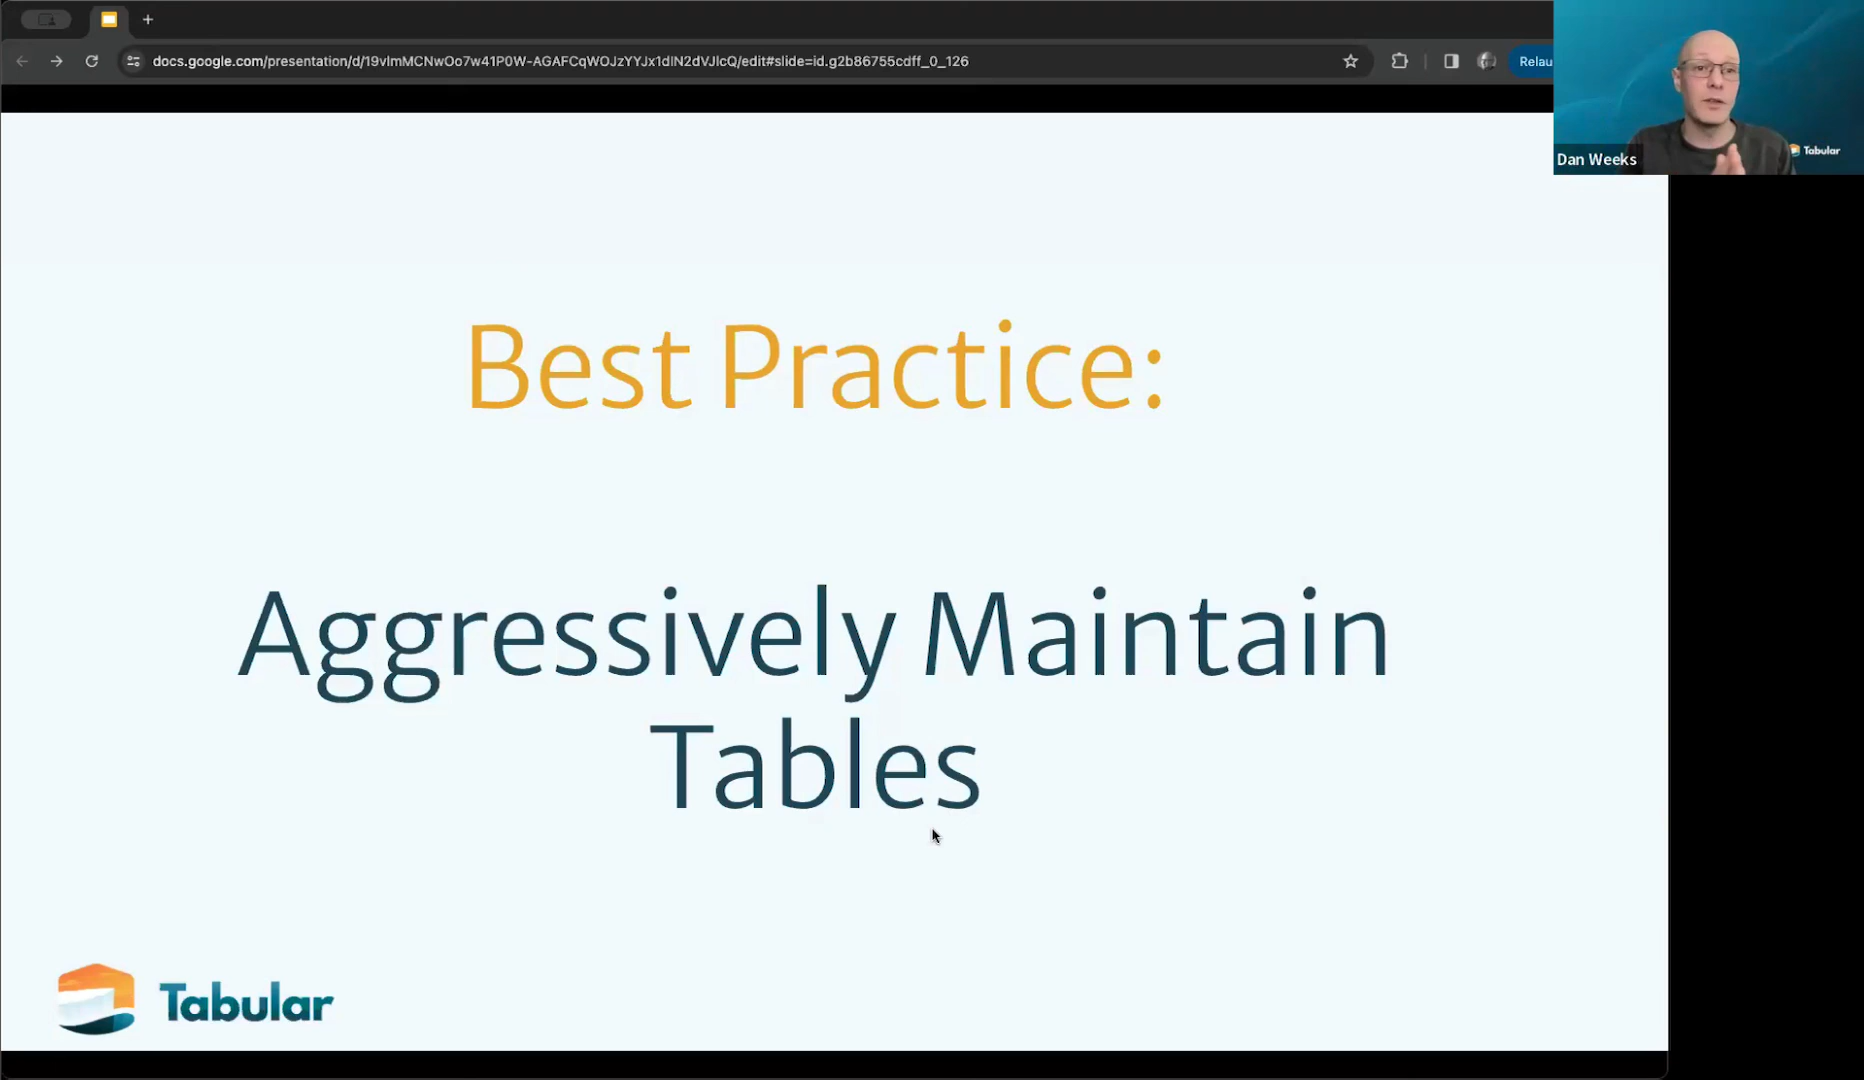 docs.google.com/presentation/d/19vlmMCNwOo7w41P0W-AGAFCqWOJzYYJx1dlN2dVJlcQ/edit#slide=id.g2b86755cdff_0_126
Relau
Dan Weeks
Tabular
Best Practice:
Aggressively Maintain
Tables
Tabular